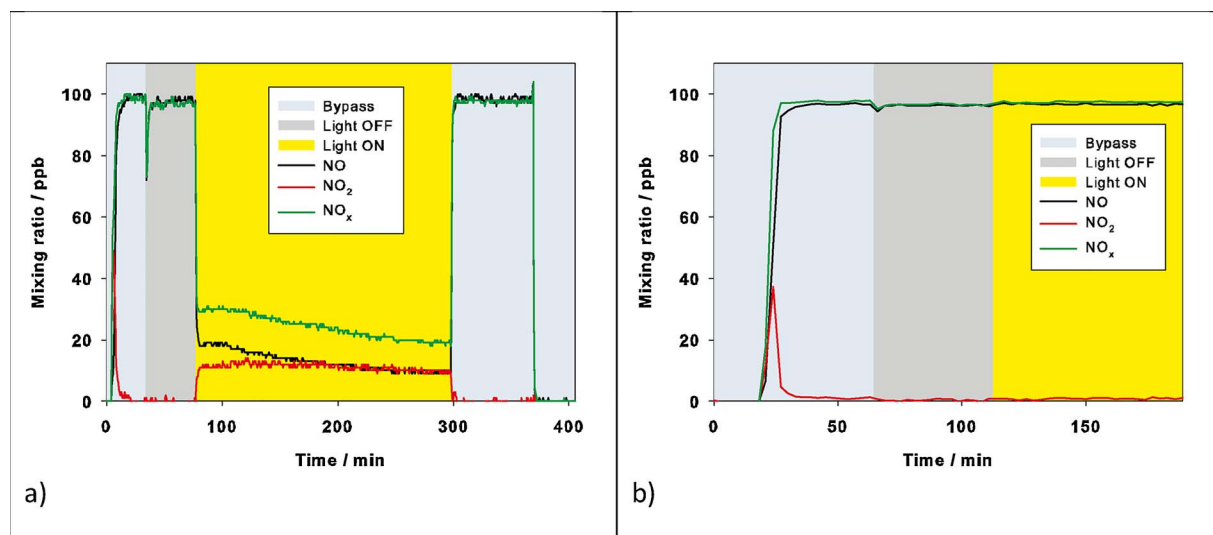 100
80
60
40
20
0
Mixing ratio / ppb
Bypass
Light OFF
Light ON
NO
NO2
NOx
0 100 200 300 400
Time / min
a)
100
80
60
40
20
0
Mixing ratio / ppb
Bypass
Light OFF
Light ON
NO
NO2
NOx
0 50 100 150
Time / min
b)